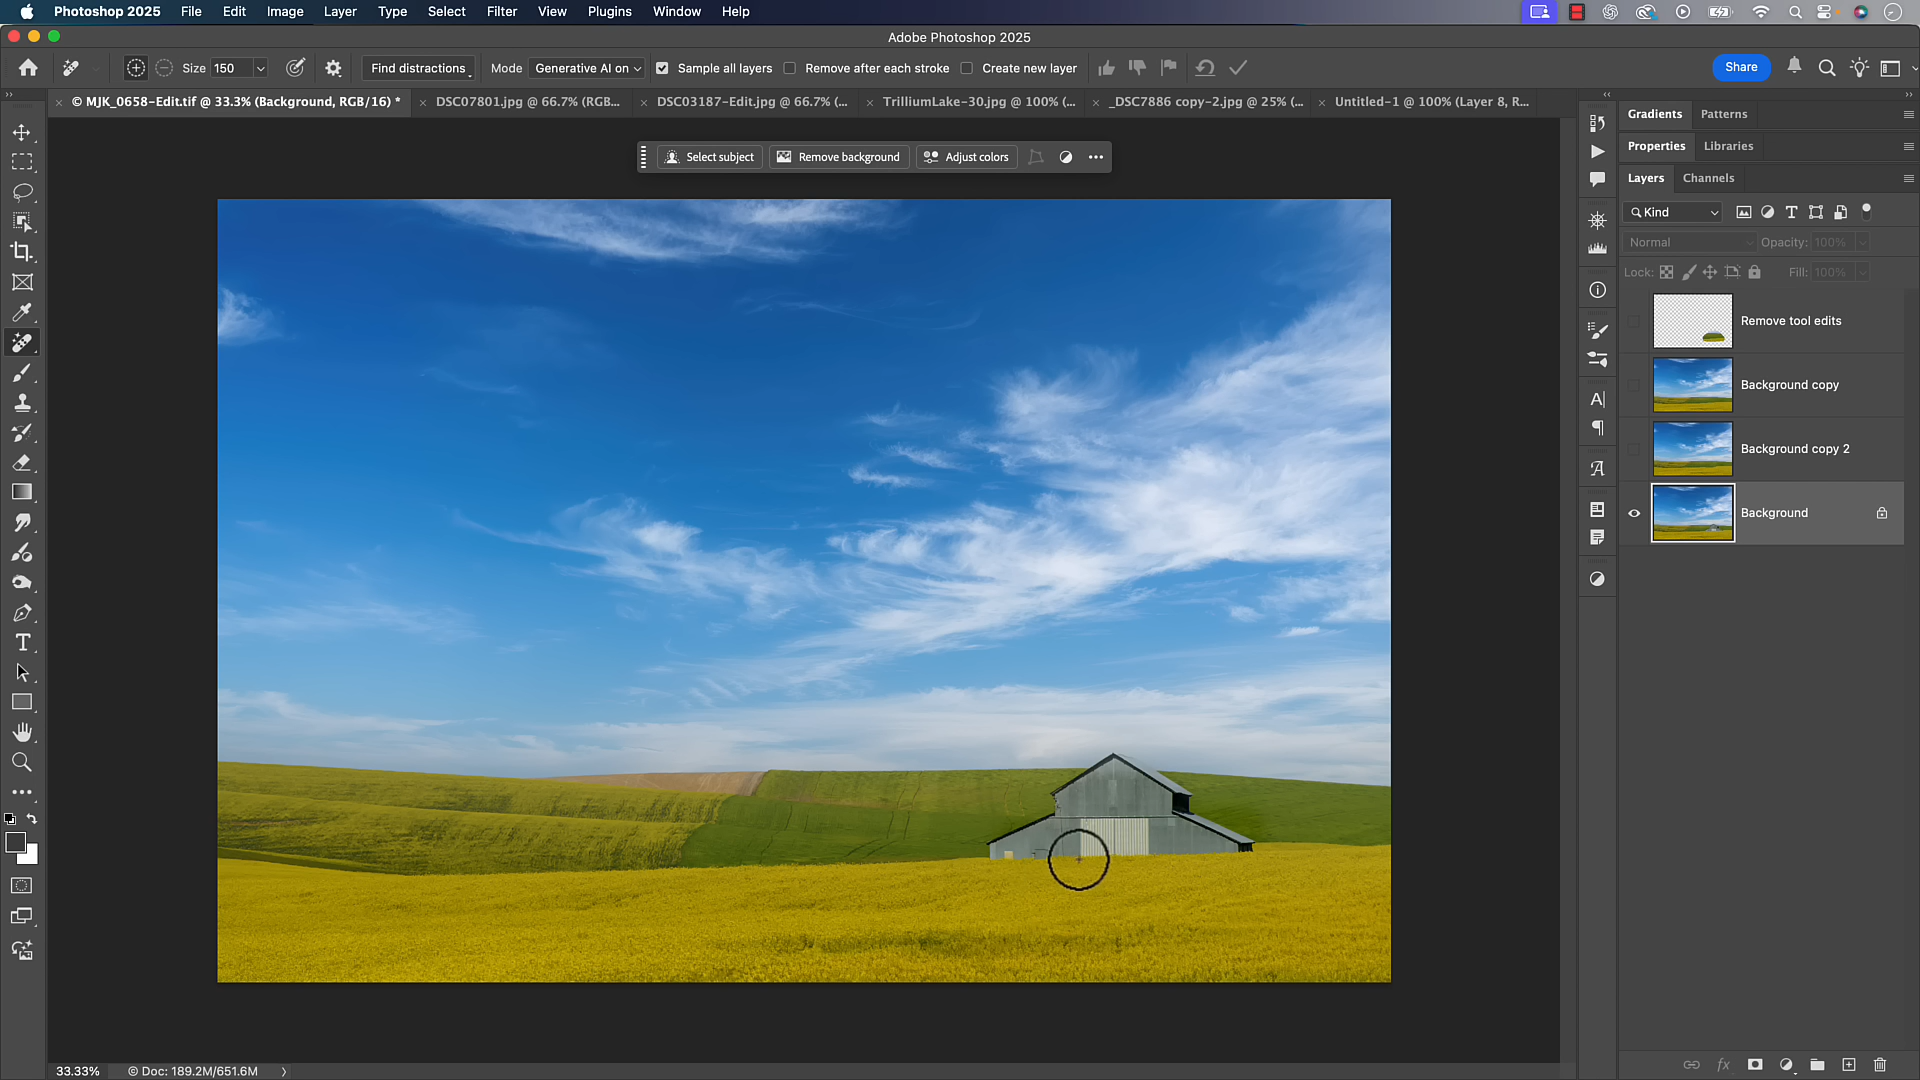 Photoshop 2025 File Edit Image Layer Type Select Filter View Plugins Window Help
Adobe Photoshop 2025
Size 150 Find distractions Mode Generative AI on Sample all layers Remove after each stroke Create new layer Share
© MJK_0658-Edit.tif @ 33.3% (Background, RGB/16) * DSC07801.jpg @ 66.7% (RGB... DSC03187-Edit.jpg @ 66.7% (... TrilliumLake-30.jpg @ 100% (... _DSC7886 copy-2.jpg @ 25% (... Untitled-1 @ 100% (Layer 8, R...
Gradients Patterns
Properties Libraries
Select subject Remove background Adjust colors
Layers Channels
Kind
Normal Opacity: 100%
Lock: Fill: 100%
Remove tool edits
Background copy
Background copy 2
Background
33.33% © Doc: 189.2M/651.6M